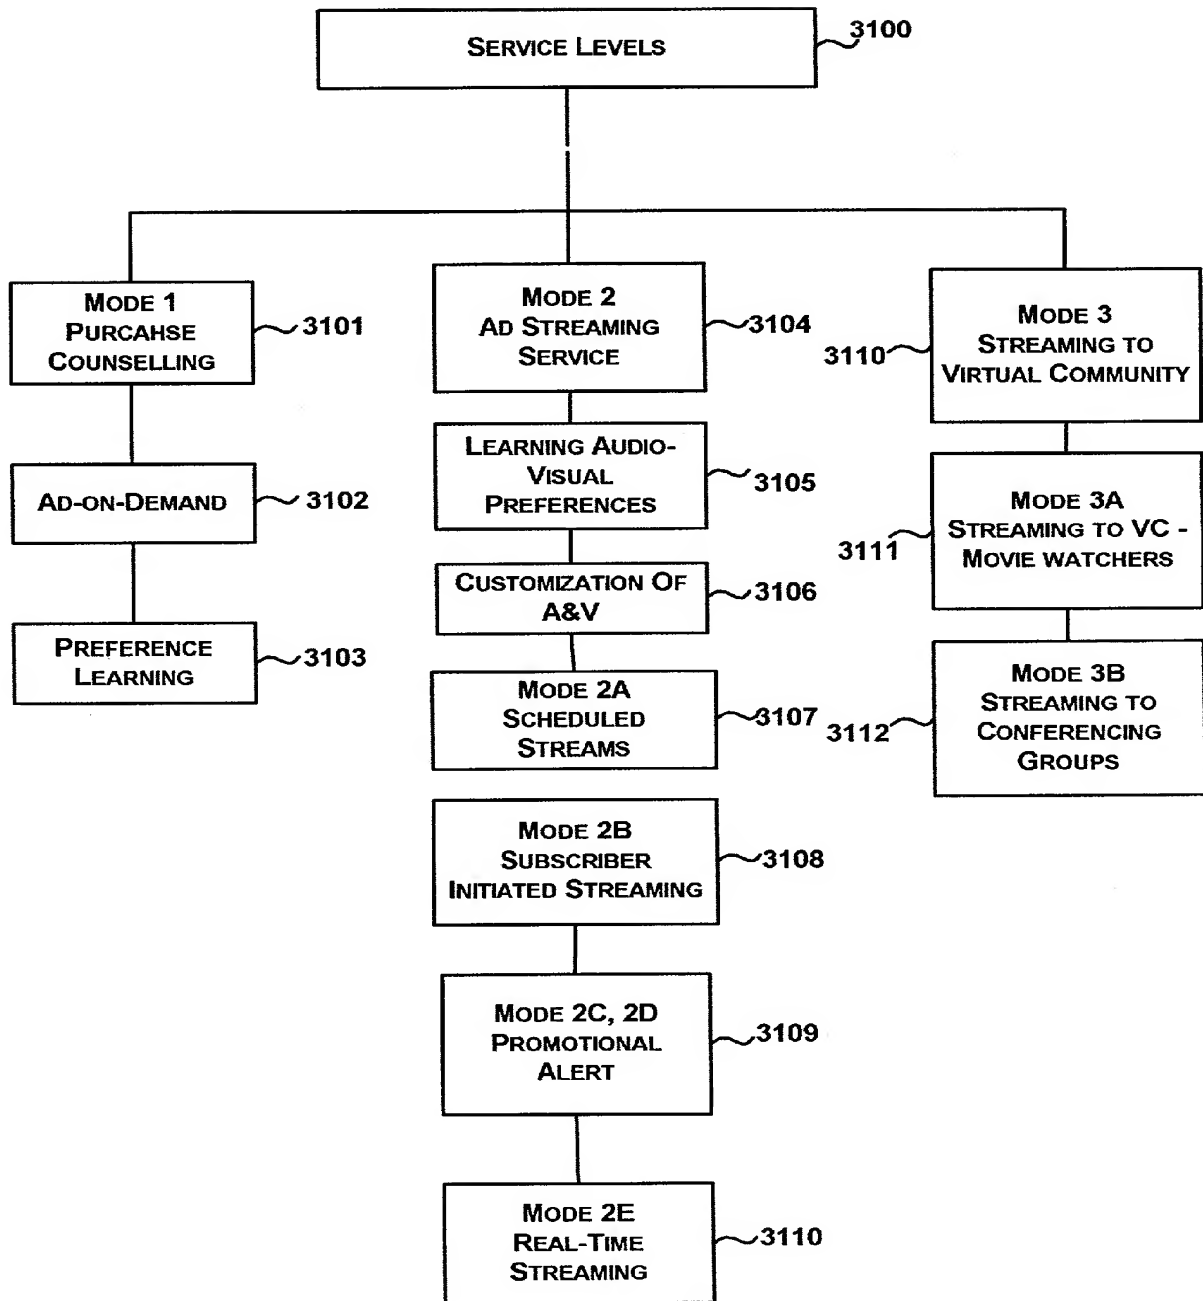 SERVICE LEVELS
3100
MODE 1
PURCAHSE
COUNSELLING
3101
AD-ON-DEMAND
3102
PREFERENCE
LEARNING
3103
MODE 2
AD STREAMING
SERVICE
3104
LEARNING AUDIO-
VISUAL
PREFERENCES
3105
CUSTOMIZATION OF
A&V
3106
MODE 2A
SCHEDULED
STREAMS
3107
MODE 2B
SUBSCRIBER
INITIATED STREAMING
3108
MODE 2C, 2D
PROMOTIONAL
ALERT
3109
MODE 2E
REAL-TIME
STREAMING
3110
MODE 3
STREAMING TO
VIRTUAL COMMUNITY
3110
MODE 3A
STREAMING TO VC -
MOVIE WATCHERS
3111
MODE 3B
STREAMING TO
CONFERENCING
GROUPS
3112